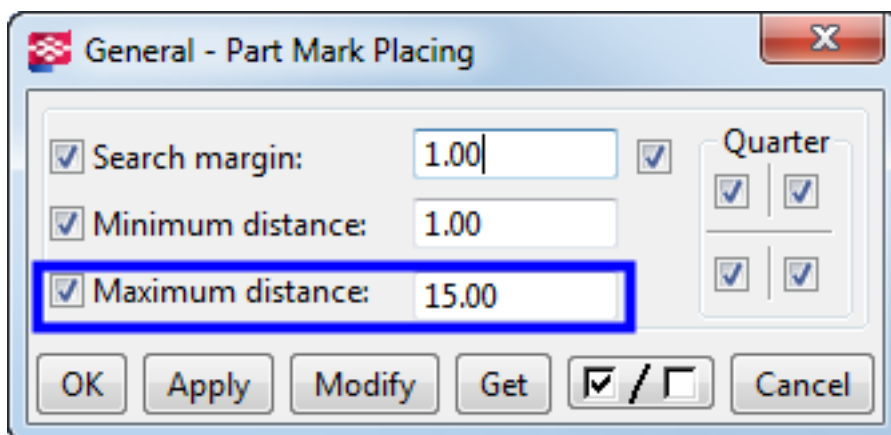 General - Part Mark Placing
Search margin: 1.00
Quarter
Minimum distance: 1.00
Maximum distance: 15.00
OK Apply Modify Get / Cancel